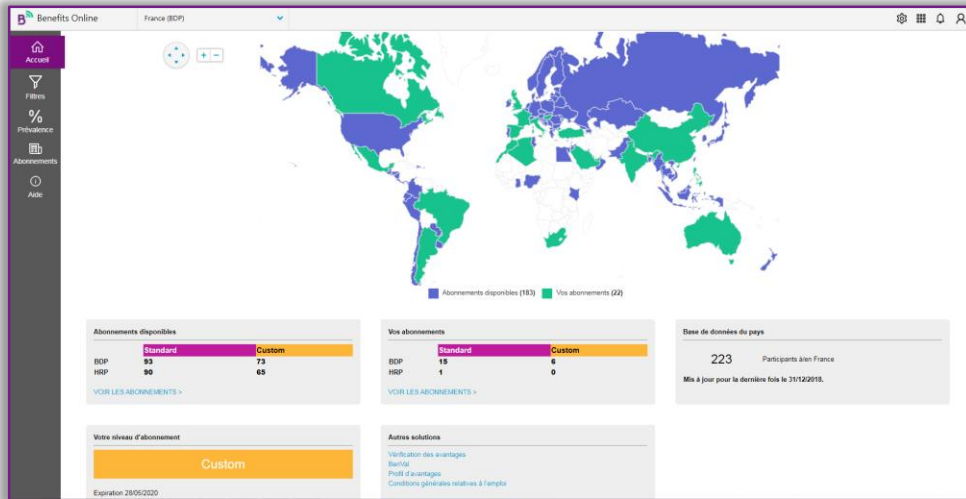 Benefits Online
France (BDP)
Accueil
Filtres
Prévalence
Abonnements
Aide
Abonnements disponibles (183) Vos abonnements (22)
Abonnements disponibles
Standard Custom
BDP 93 73
HRP 90 65
VOIR LES ABONNEMENTS >
Vos abonnements
Standard Custom
BDP 15 6
HRP 1 0
VOIR LES ABONNEMENTS >
Base de données du pays
223 Participants à/en France
Mis à jour pour la dernière fois le 31/12/2018.
Votre niveau d'abonnement
Custom
Expiration 28/05/2020
Autres solutions
Vérification des avantages
BenVal
Profil d'avantages
Conditions générales relatives à l'emploi